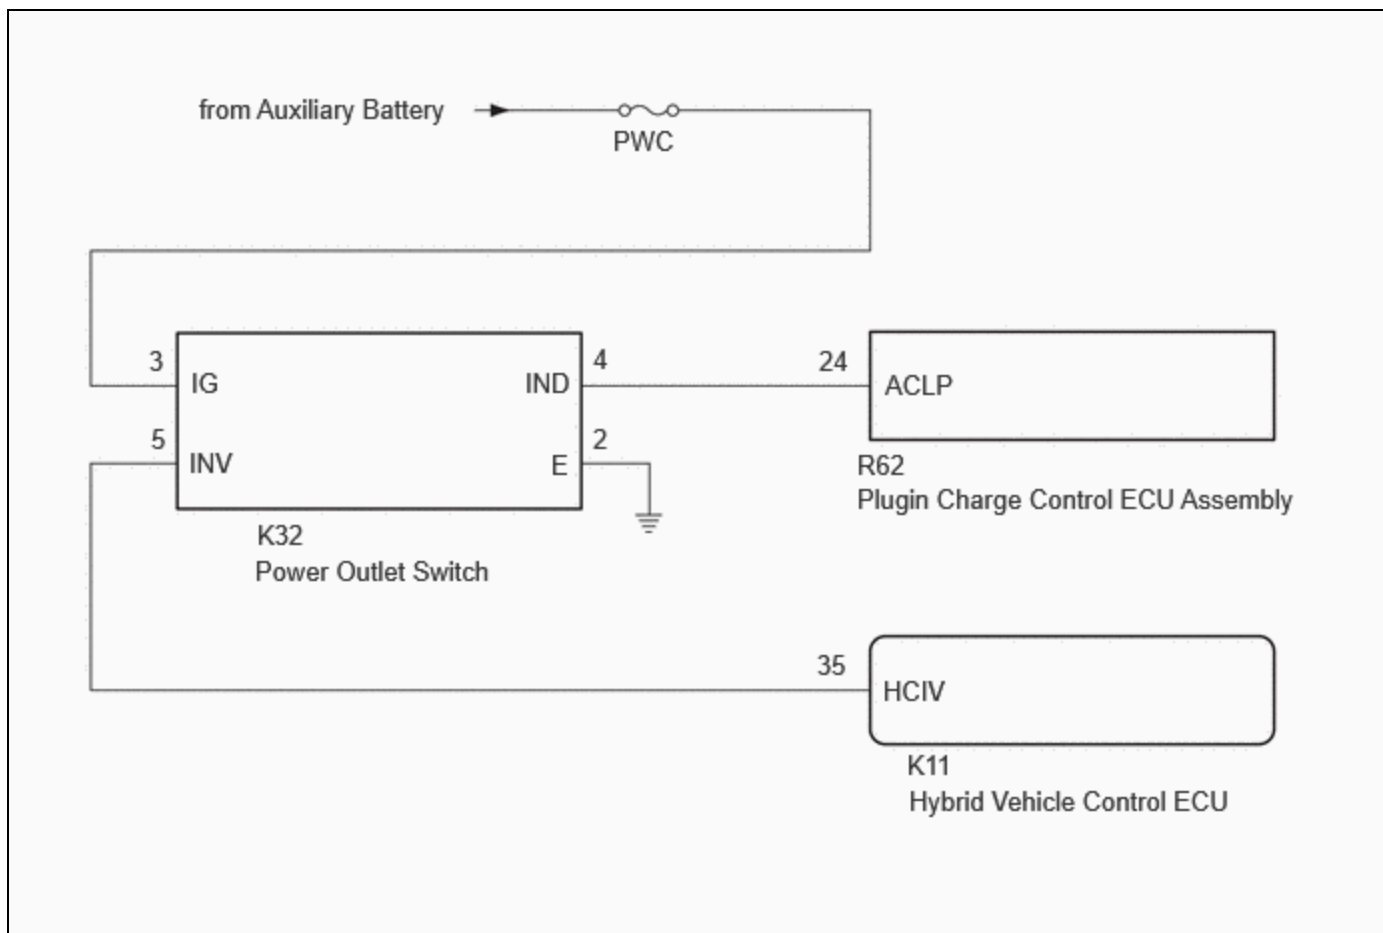 from Auxiliary Battery
PWC
3
IG
IND
4
24
ACLP
5
INV
E
2
R62
Plugin Charge Control ECU Assembly
K32
Power Outlet Switch
35
HCIV
K11
Hybrid Vehicle Control ECU